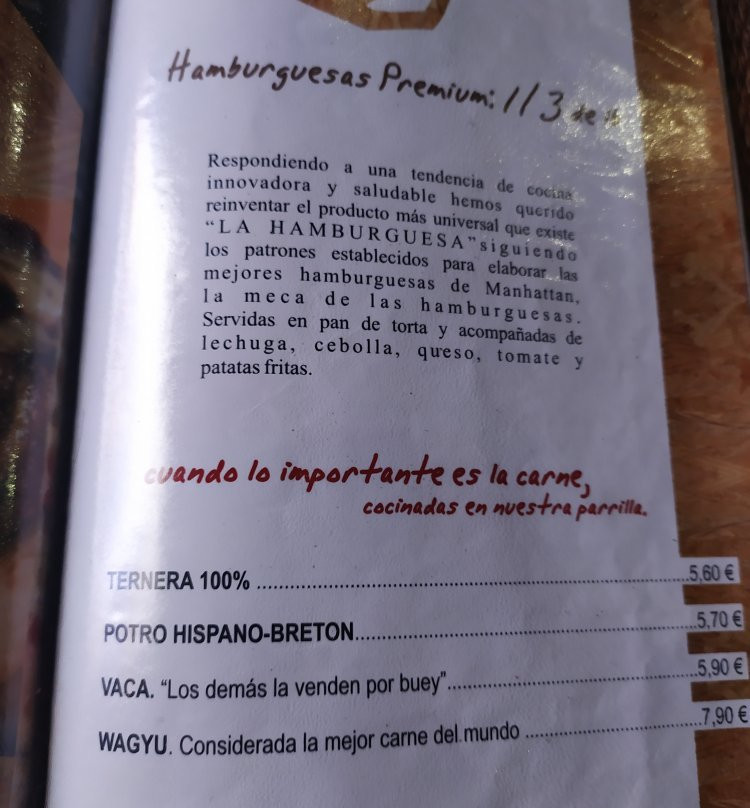 Hamburguesas Premium: 1/3 de
Respondiendo a una tendencia de cocina
innovadora y saludable hemos querido
reinventar el producto más universal que existe
“LA HAMBURGUESA” siguiendo
los patrones establecidos para elaborar las
mejores hamburguesas de Manhattan,
la meca de las hamburguesas.
Servidas en pan de torta y acompañadas de
lechuga, cebolla, queso, tomate y
patatas fritas.
cuando lo importante es la carne,
cocinadas en nuestra parrilla.
TERNERA 100% ........................ 5,60 €
POTRO HISPANO-BRETON........................ 5,70 €
VACA. “Los demás la venden por buey”........................ 5,90 €
WAGYU. Considerada la mejor carne del mundo ........................ 7,90 €